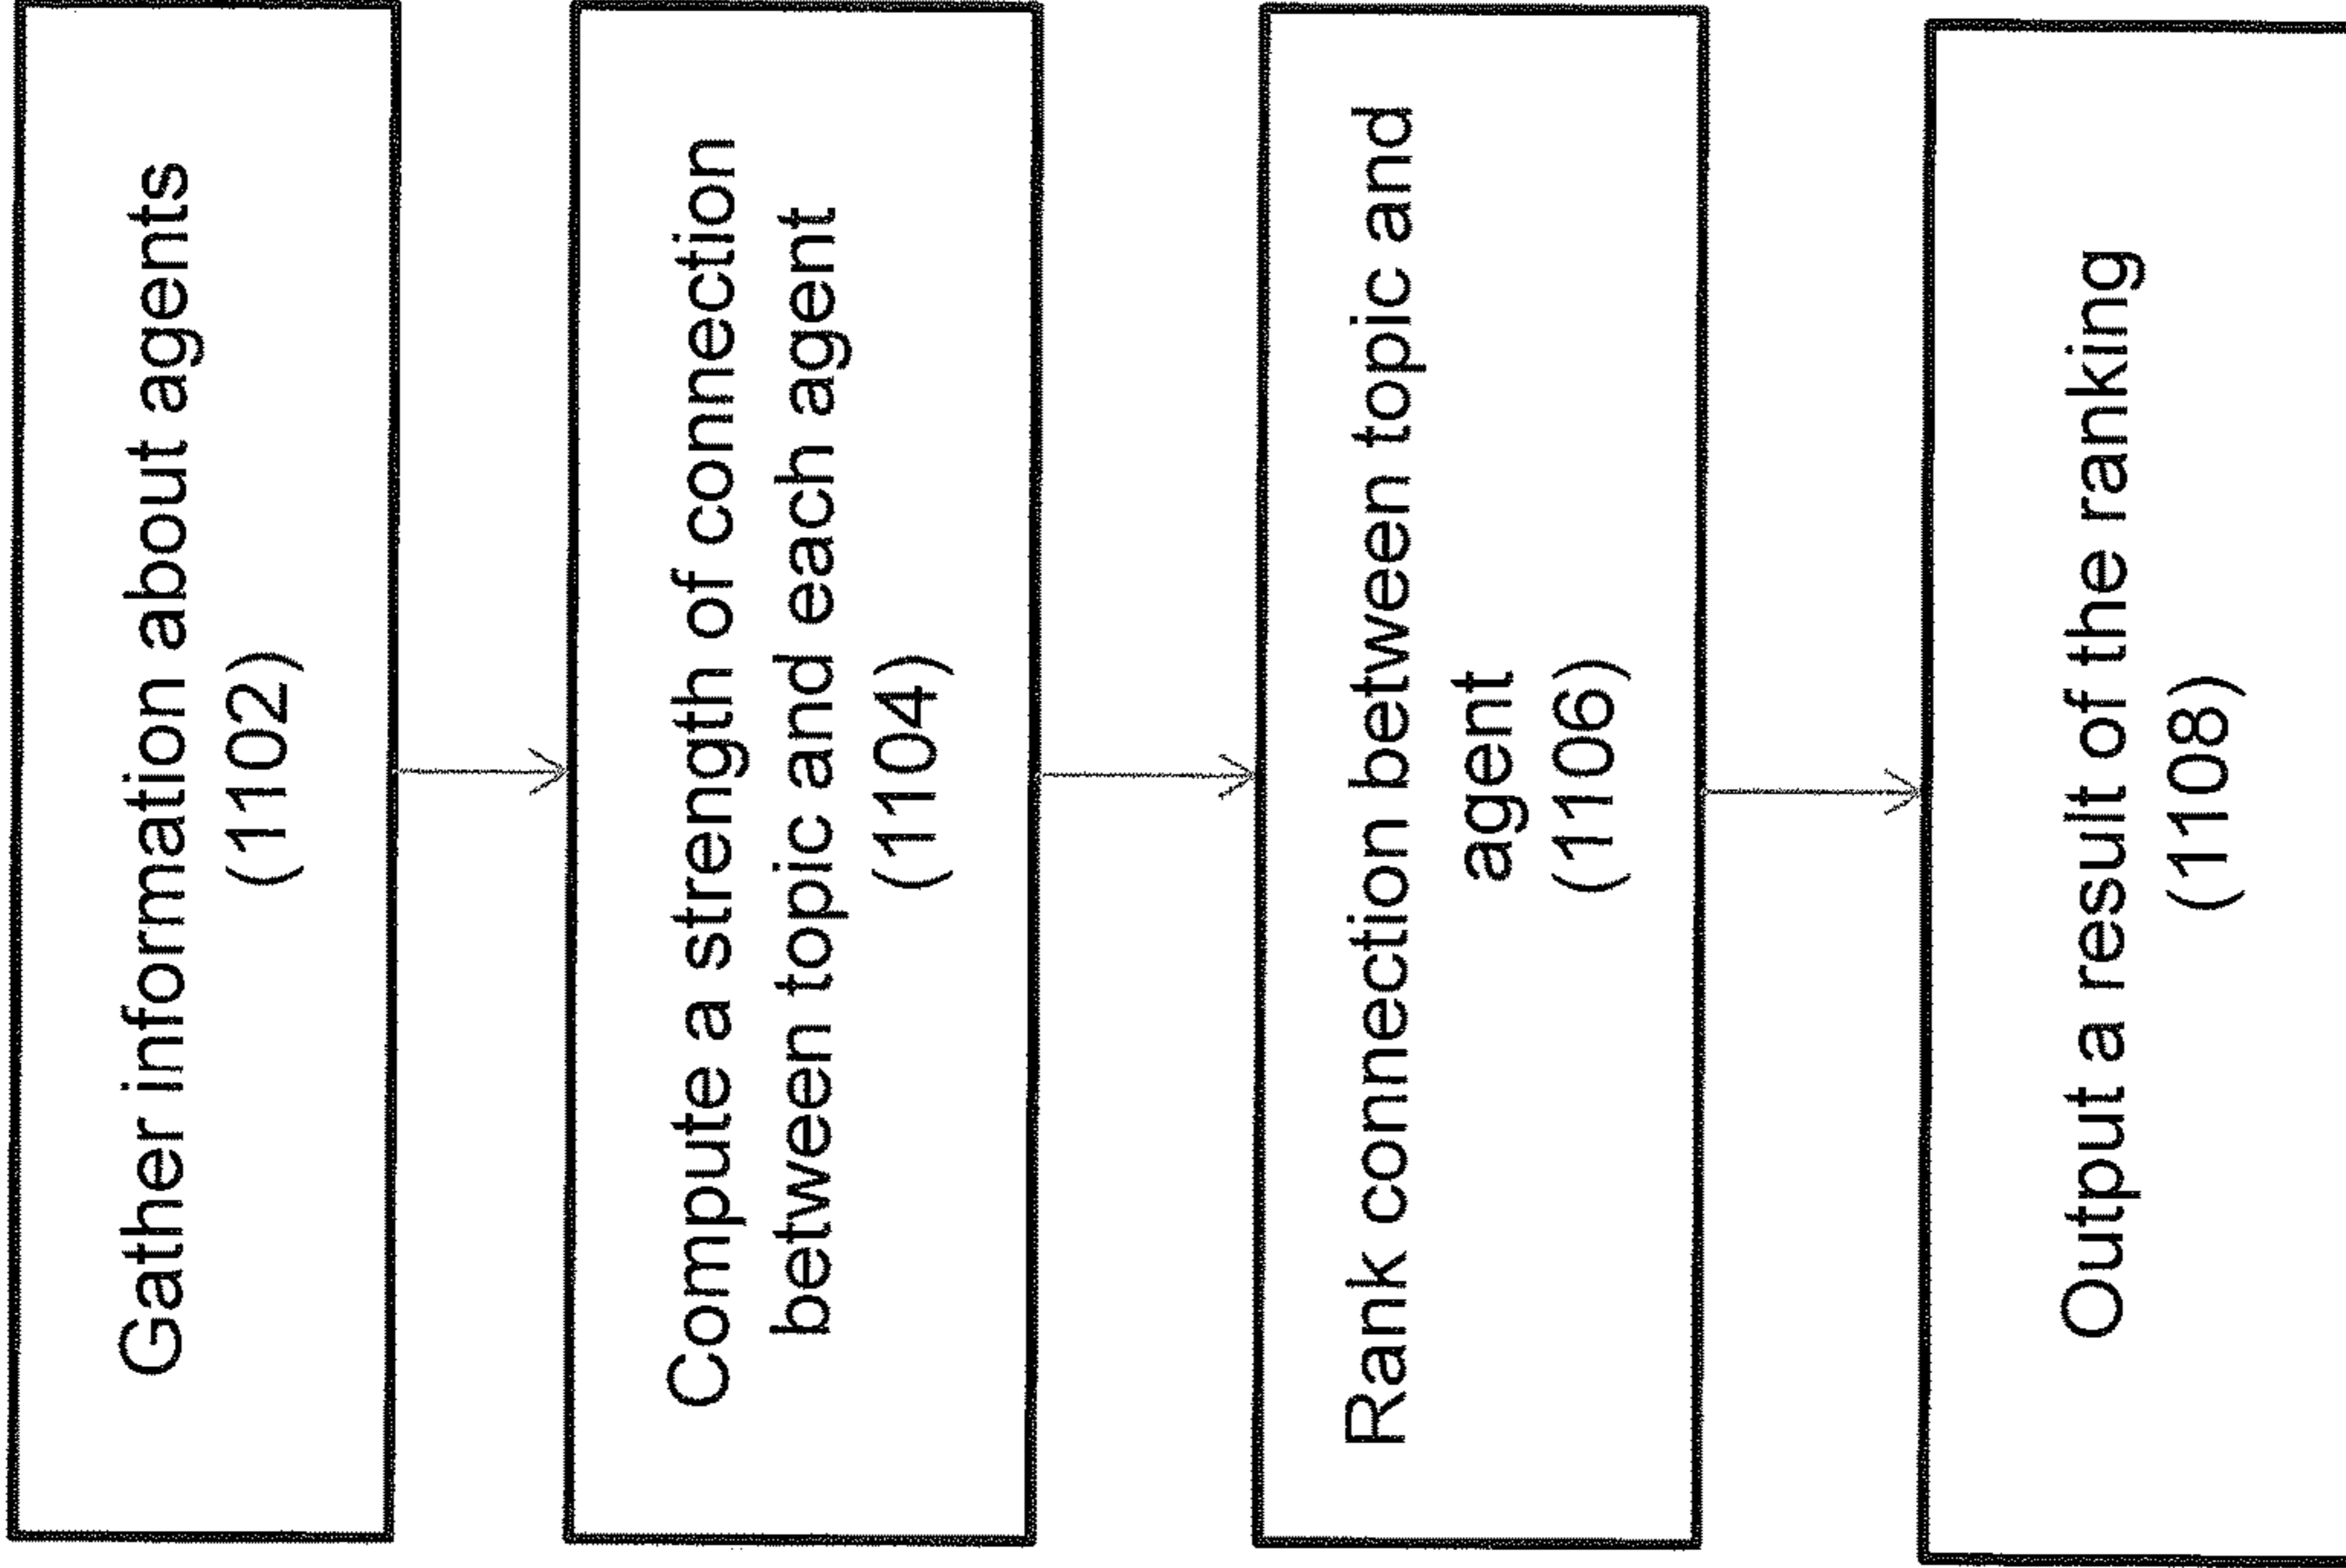 Gather information about agents
(1102)
Compute a strength of connection
between topic and each agent
(1104)
Rank connection between topic and
agent
(1106)
Output a result of the ranking
(1108)